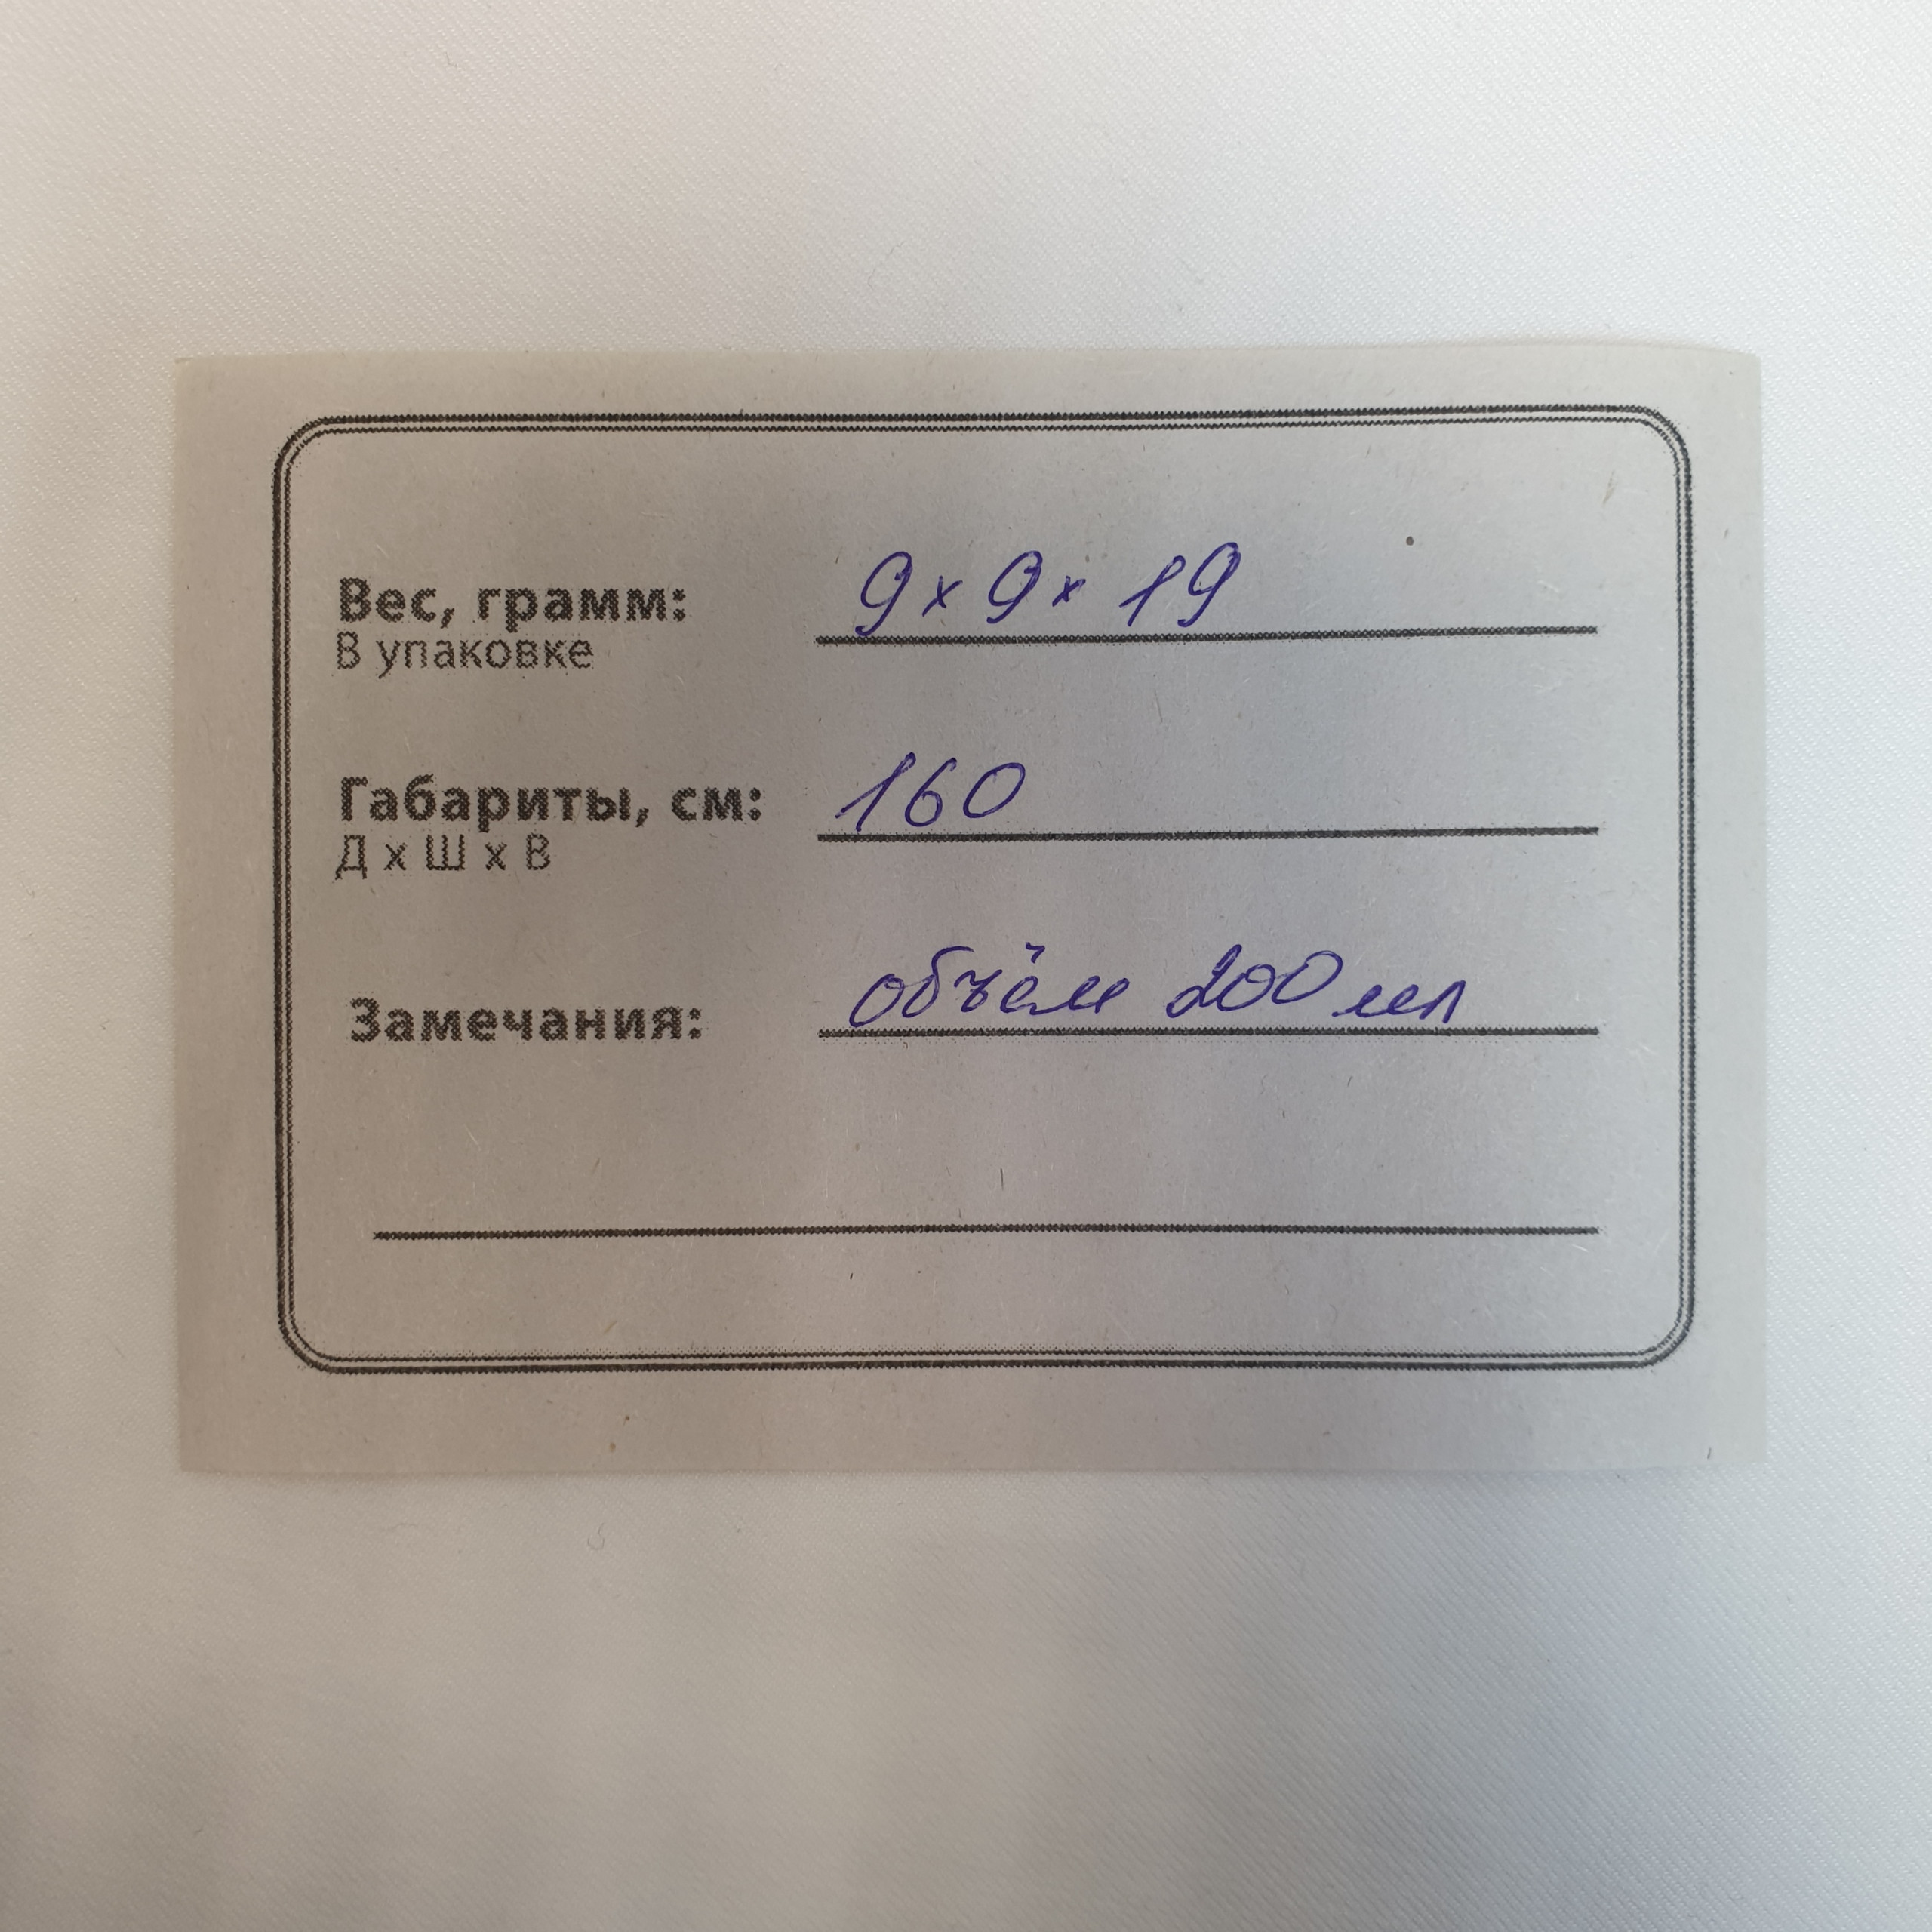 Вес, грамм: 9 x 9 x 19
В упаковке
Габариты, см: 160
Д х Ш х В
Замечания: объём 200 мл